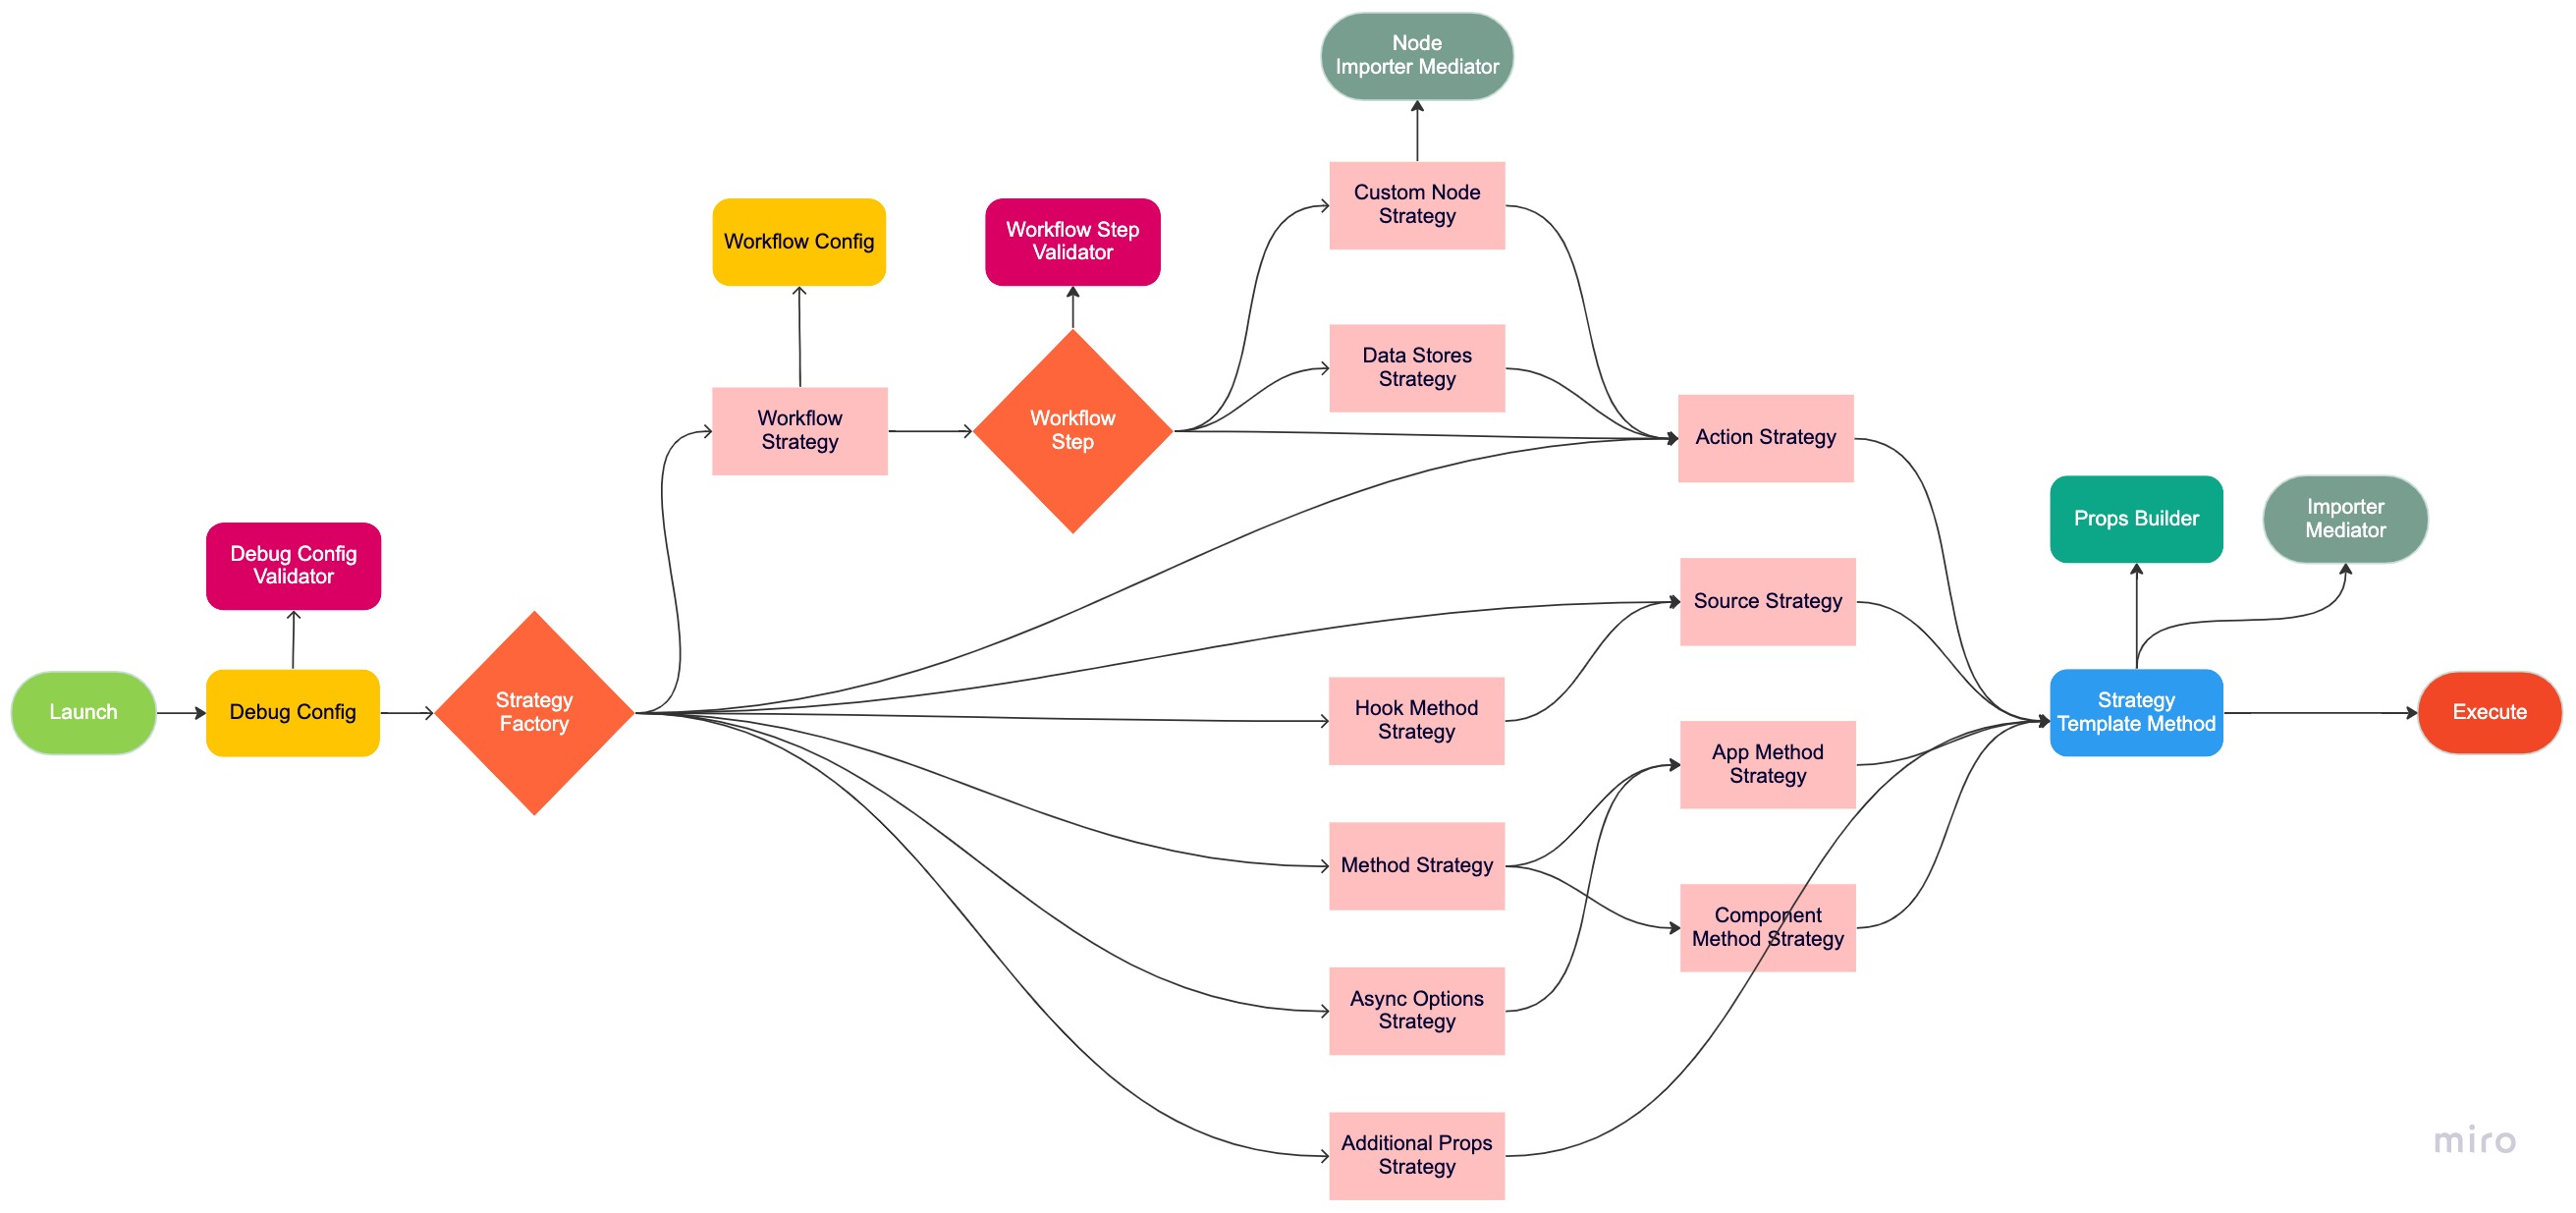 Node
Importer Mediator
Custom Node
Strategy
Workflow Config
Workflow Step
Validator
Data Stores
Strategy
Workflow
Strategy
Workflow
Step
Action Strategy
Debug Config
Validator
Props Builder
Importer
Mediator
Source Strategy
Launch
Debug Config
Strategy
Factory
Hook Method
Strategy
Strategy
Template Method
Execute
App Method
Strategy
Method Strategy
Component
Method Strategy
Async Options
Strategy
Additional Props
Strategy
miro